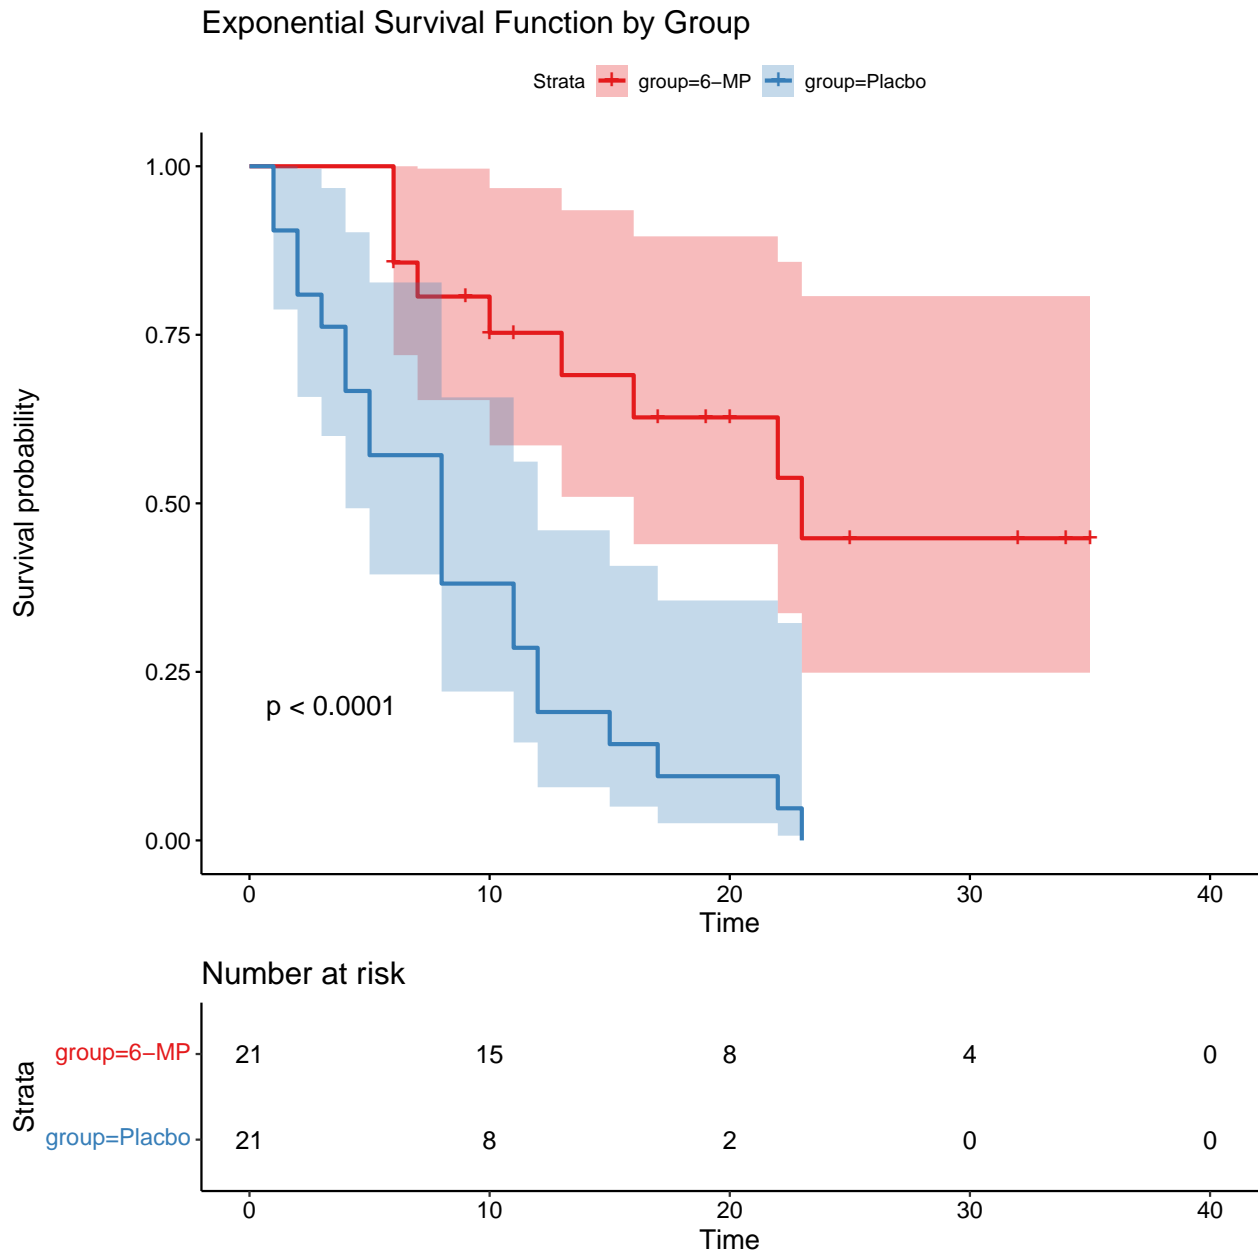 Exponential Survival Function by Group
Strata group=6−MP group=Placbo
Survival probability
1.00
0.75
0.50
0.25
0.00
p < 0.0001
0 10 20 30 40
Time
Number at risk
Strata
group=6−MP 21 15 8 4 0
group=Placbo 21 8 2 0 0
0 10 20 30 40
Time